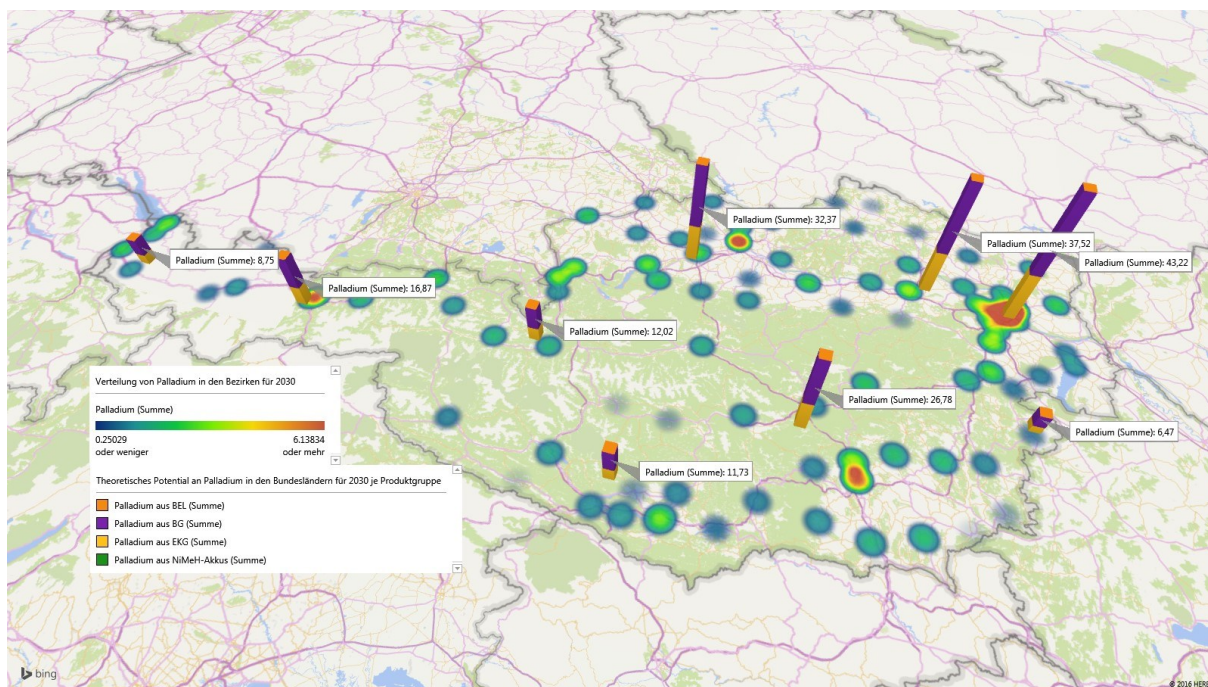 Palladium (Summe): 32,37
Palladium (Summe): 37,52
Palladium (Summe): 8,75
Palladium (Summe): 43,22
Palladium (Summe): 16,87
Palladium (Summe): 12,02
Verteilung von Palladium in den Bezirken für 2030
Palladium (Summe)
0.25029 6.13834
oder weniger oder mehr
Palladium (Summe): 26,78
Palladium (Summe): 6,47
Palladium (Summe): 11,73
Theoretisches Potential an Palladium in den Bundesländern für 2030 je Produktgruppe
Palladium aus BEL (Summe)
Palladium aus BG (Summe)
Palladium aus EKG (Summe)
Palladium aus NiMeH-Akkus (Summe)
bing
© 2016 HERE